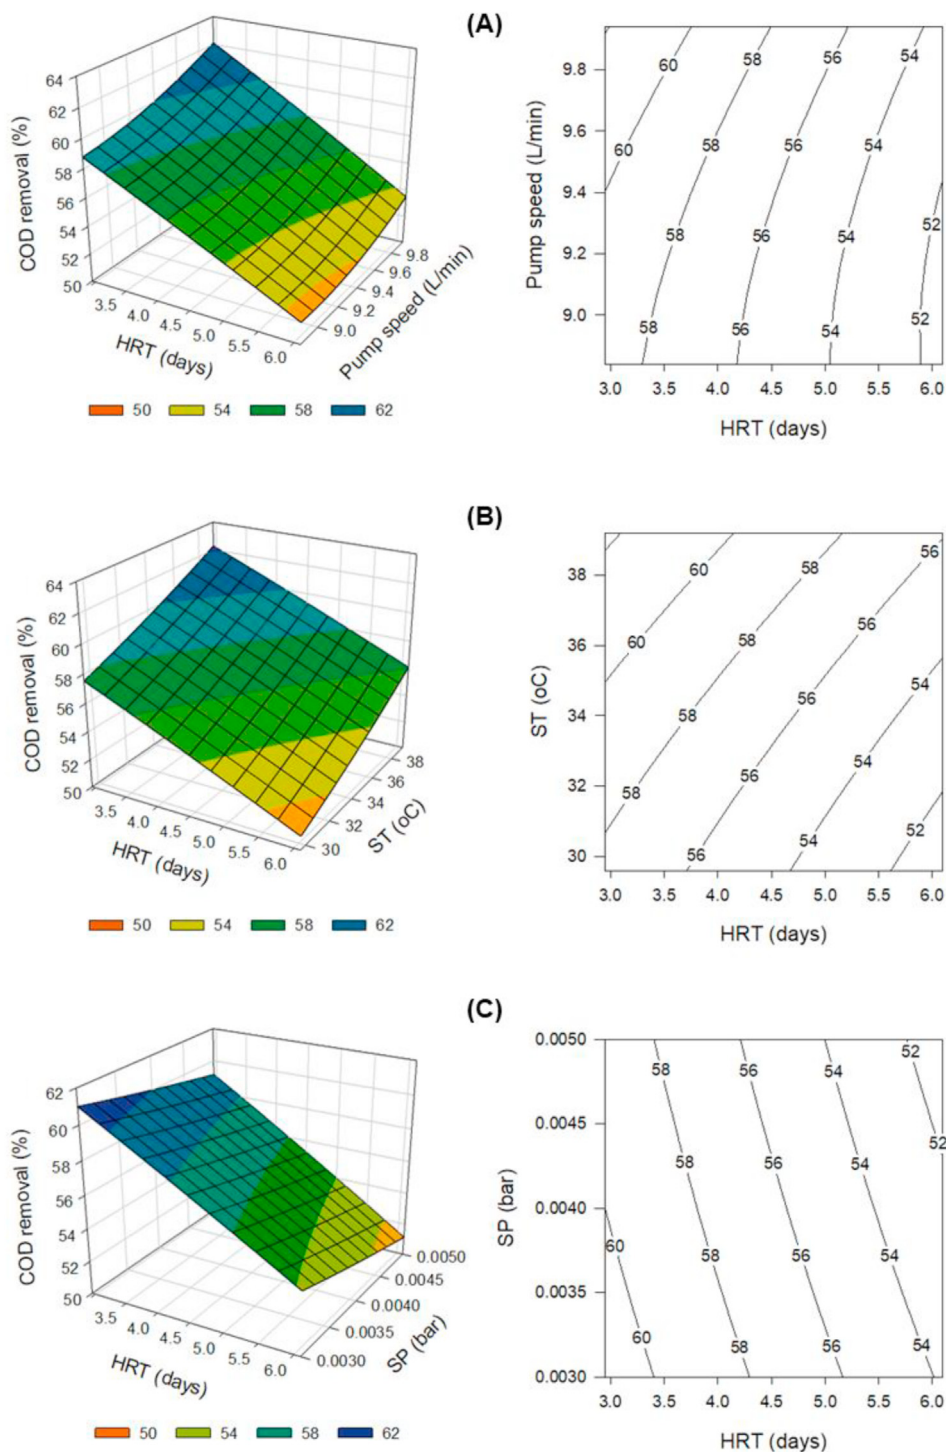 (A)
64
62
60
58
56
54
52
50
COD removal (%)
3.5
4.0
4.5
5.0
5.5
6.0
HRT (days)
9.8
9.6
9.4
9.2
9.0
Pump speed (L/min)
50 54 58 62
9.8
9.6
9.4
9.2
9.0
Pump speed (L/min)
60 58 56 54
60 58 56 54
58 56 54 52
58 56 54 52
3.0 3.5 4.0 4.5 5.0 5.5 6.0
HRT (days)
(B)
64
62
60
58
56
54
52
50
COD removal (%)
3.5
4.0
4.5
5.0
5.5
6.0
HRT (days)
38
36
34
32
30
ST (oC)
50 54 58 62
38
36
34
32
30
ST (oC)
60 58 56
60 58 56
58 56 54
58 56 54
56 54 52
3.0 3.5 4.0 4.5 5.0 5.5 6.0
HRT (days)
(C)
62
60
58
56
54
52
50
COD removal (%)
3.5
4.0
4.5
5.0
5.5
6.0
HRT (days)
0.0050
0.0045
0.0040
0.0035
0.0030
SP (bar)
50 54 58 62
0.0050
0.0045
0.0040
0.0035
0.0030
SP (bar)
58 56 54 52
58 56 54 52
60 58 56 54
60 58 56 54
3.0 3.5 4.0 4.5 5.0 5.5 6.0
HRT (days)